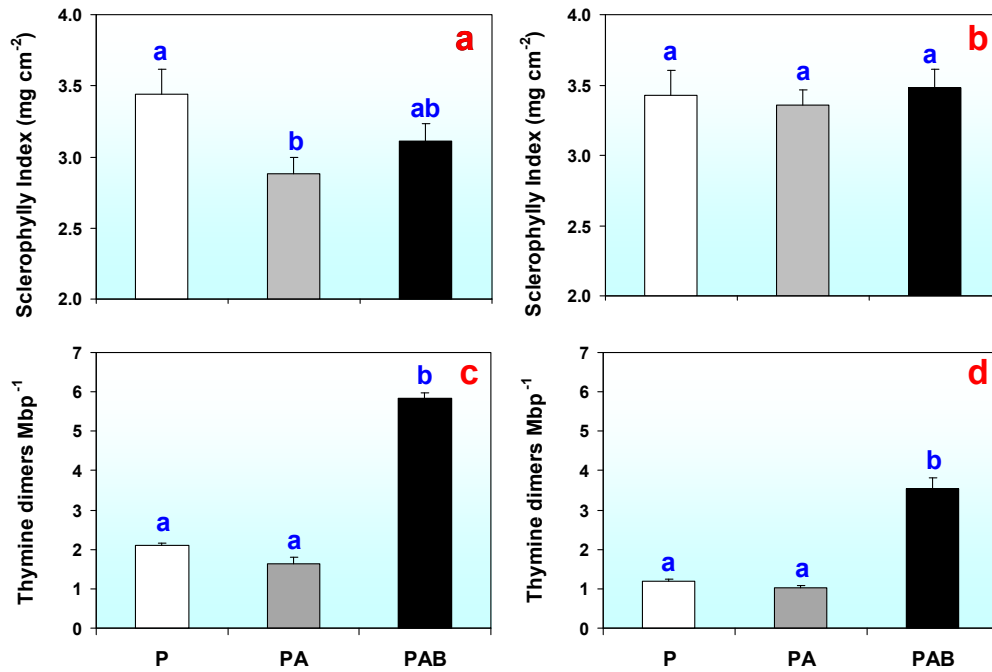 Sclerophylly Index (mg cm-2)
4.0
3.5
3.0
2.5
2.0
a
a
b
ab
Sclerophylly Index (mg cm-2)
4.0
3.5
3.0
2.5
2.0
b
a
a
a
Thymine dimers Mbp-1
7
6
5
4
3
2
1
0
c
a
a
b
P PA PAB
Thymine dimers Mbp-1
7
6
5
4
3
2
1
0
d
a
a
b
P PA PAB